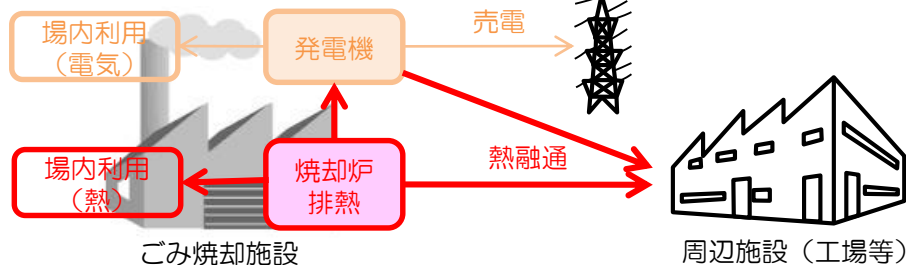 場内利用
（電気）
発電機
売電
場内利用
（熱）
焼却炉
排熱
熱融通
ごみ焼却施設
周辺施設（工場等）